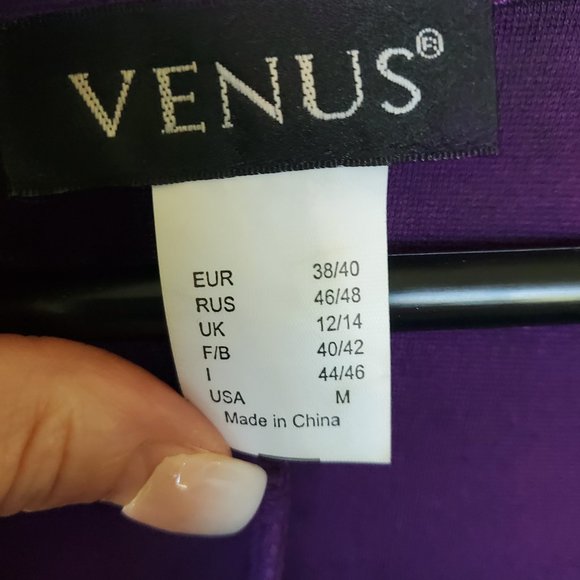 VENUS®
EUR 38/40
RUS 46/48
UK 12/14
F/B 40/42
I 44/46
USA M
Made in China